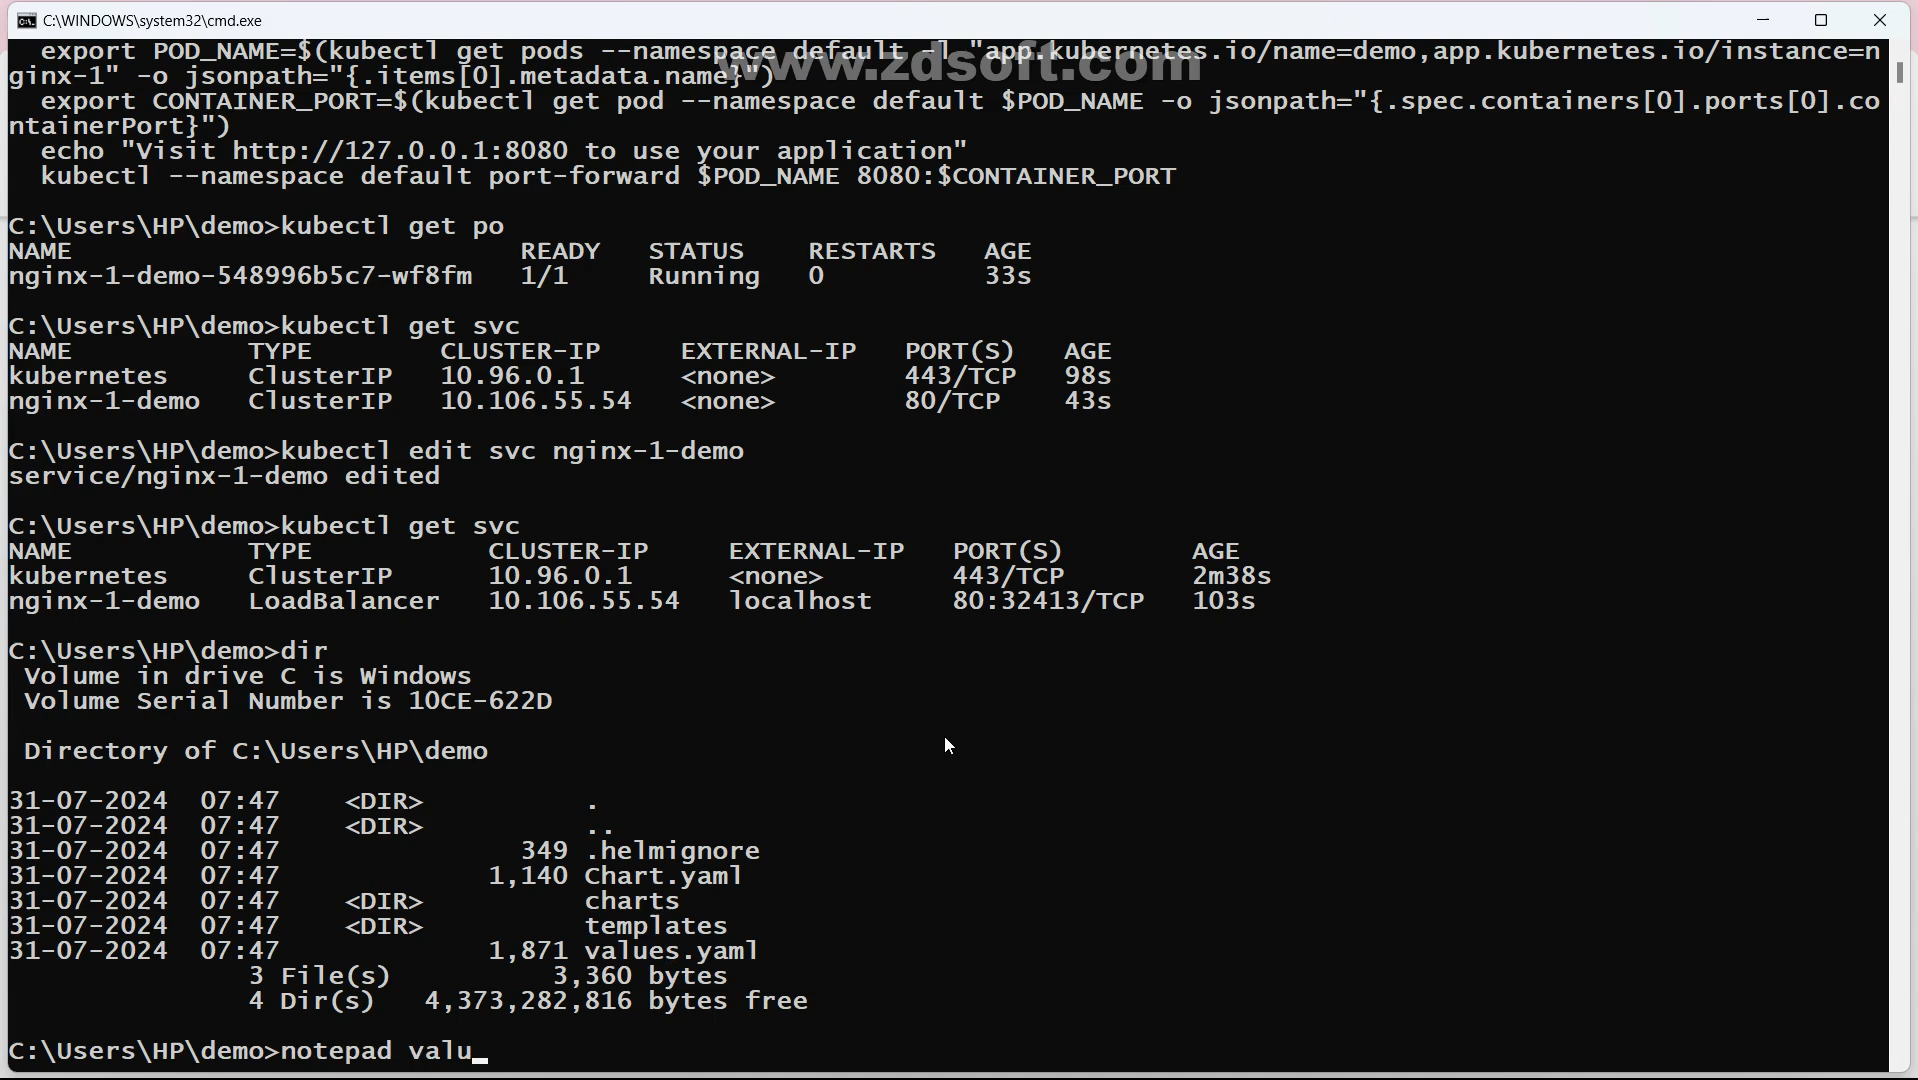 C:\WINDOWS\system32\cmd.exe
www.zdsoft.com
  export POD_NAME=$(kubectl get pods --namespace default -l "app.kubernetes.io/name=demo,app.kubernetes.io/instance=n
ginx-1" -o jsonpath="{.items[0].metadata.name}")
  export CONTAINER_PORT=$(kubectl get pod --namespace default $POD_NAME -o jsonpath="{.spec.containers[0].ports[0].co
ntainerPort}")
  echo "Visit http://127.0.0.1:8080 to use your application"
  kubectl --namespace default port-forward $POD_NAME 8080:$CONTAINER_PORT
C:\Users\HP\demo>kubectl get po
NAME                            READY   STATUS    RESTARTS   AGE
nginx-1-demo-548996b5c7-wf8fm   1/1     Running   0          33s
C:\Users\HP\demo>kubectl get svc
NAME           TYPE        CLUSTER-IP     EXTERNAL-IP   PORT(S)   AGE
kubernetes     ClusterIP   10.96.0.1      <none>        443/TCP   98s
nginx-1-demo   ClusterIP   10.106.55.54   <none>        80/TCP    43s
C:\Users\HP\demo>kubectl edit svc nginx-1-demo
service/nginx-1-demo edited
C:\Users\HP\demo>kubectl get svc
NAME           TYPE           CLUSTER-IP     EXTERNAL-IP   PORT(S)        AGE
kubernetes     ClusterIP      10.96.0.1      <none>        443/TCP        2m38s
nginx-1-demo   LoadBalancer   10.106.55.54   localhost     80:32413/TCP   103s
C:\Users\HP\demo>dir
 Volume in drive C is Windows
 Volume Serial Number is 10CE-622D
 Directory of C:\Users\HP\demo
31-07-2024  07:47    <DIR>          .
31-07-2024  07:47    <DIR>          ..
31-07-2024  07:47               349 .helmignore
31-07-2024  07:47             1,140 Chart.yaml
31-07-2024  07:47    <DIR>          charts
31-07-2024  07:47    <DIR>          templates
31-07-2024  07:47             1,871 values.yaml
               3 File(s)          3,360 bytes
               4 Dir(s)   4,373,282,816 bytes free
C:\Users\HP\demo>notepad valu